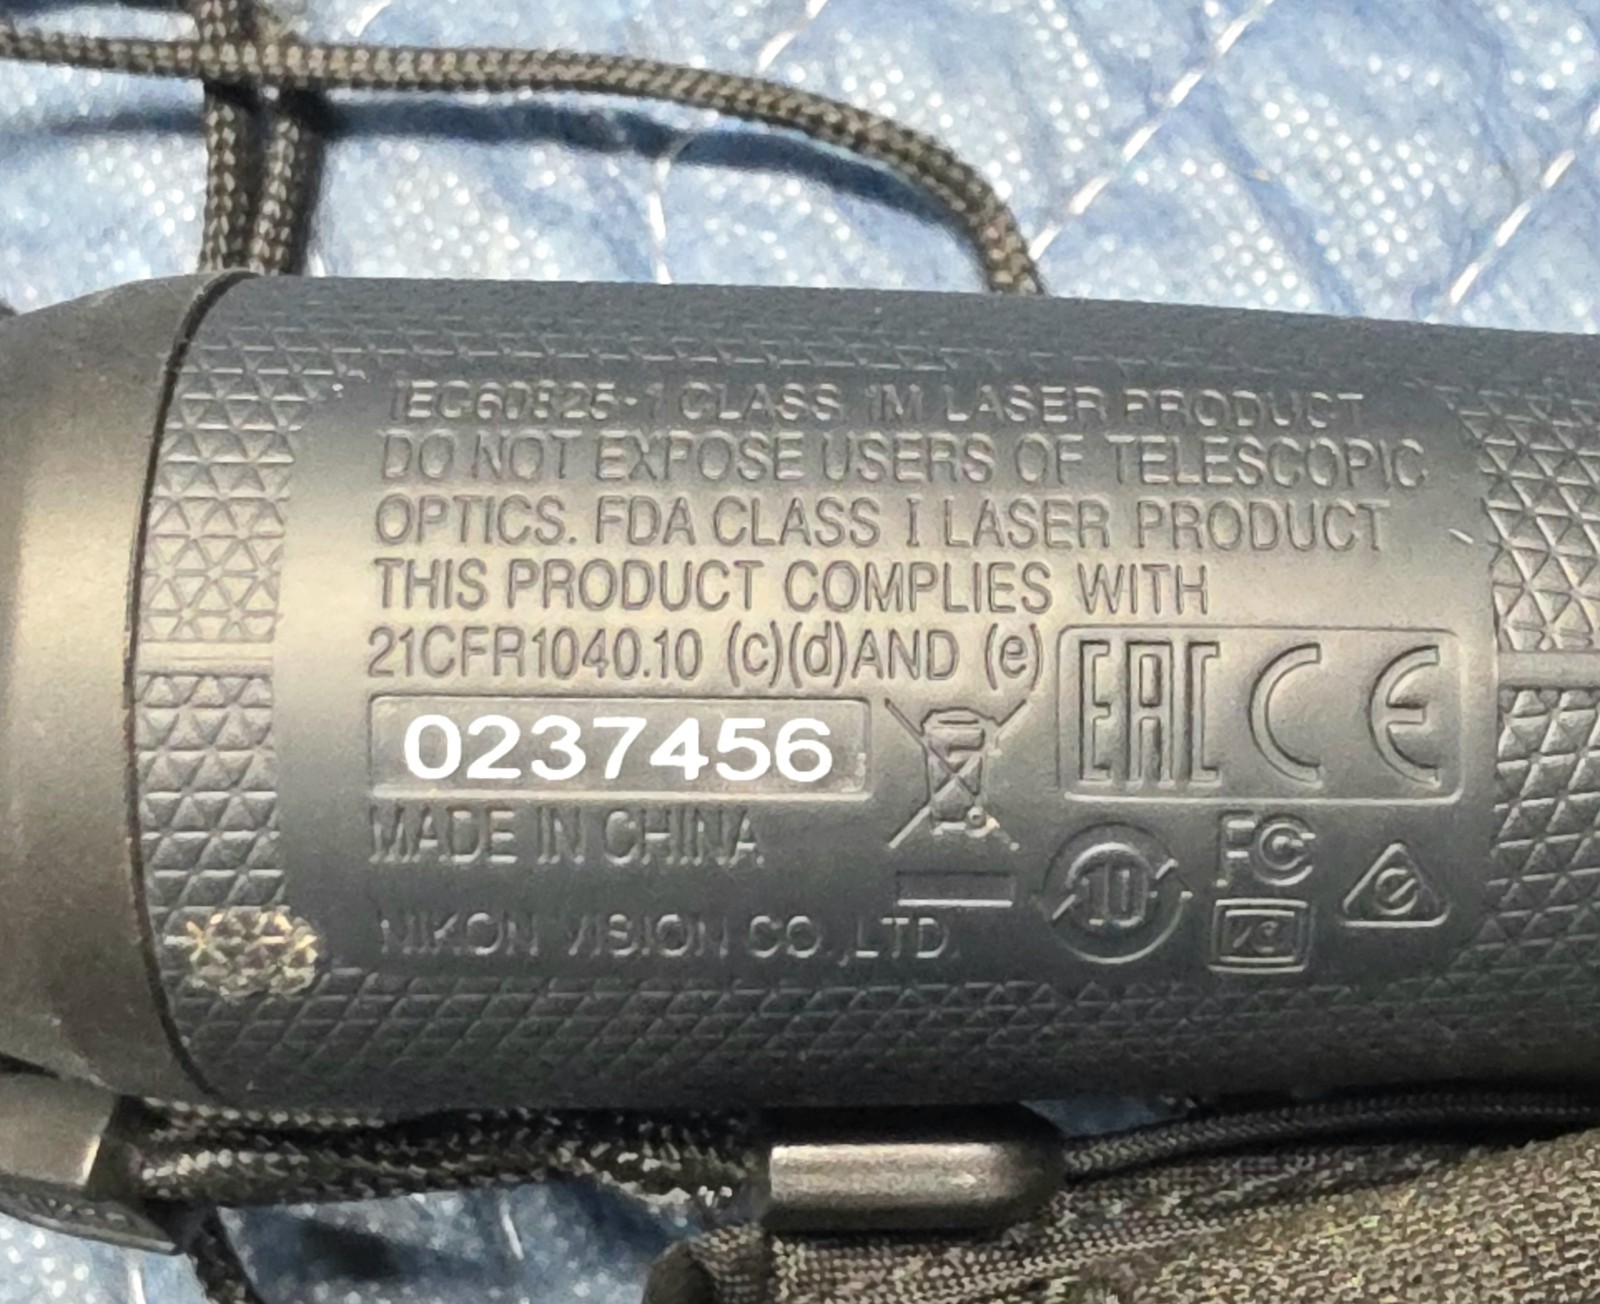 IEC60825-1 CLASS 1M LASER PRODUCT
DO NOT EXPOSE USERS OF TELESCOPIC
OPTICS. FDA CLASS I LASER PRODUCT
THIS PRODUCT COMPLIES WITH
21CFR1040.10 (c)(d)AND (e)
EAC CE
0237456
MADE IN CHINA
10 FC
NIKON VISION CO.,LTD.